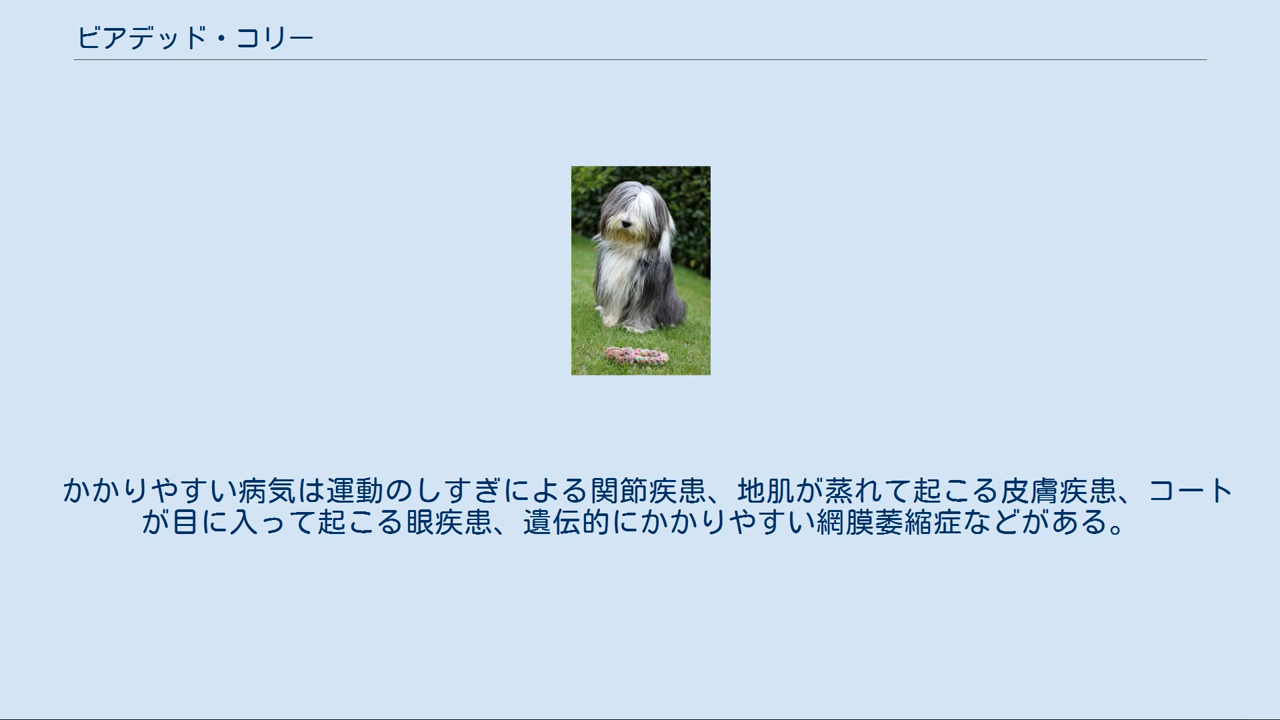 ビアデッド・コリー
かかりやすい病気は運動のしすぎによる関節疾患、地肌が蒸れて起こる皮膚疾患、コート
が目に入って起こる眼疾患、遺伝的にかかりやすい網膜萎縮症などがある。